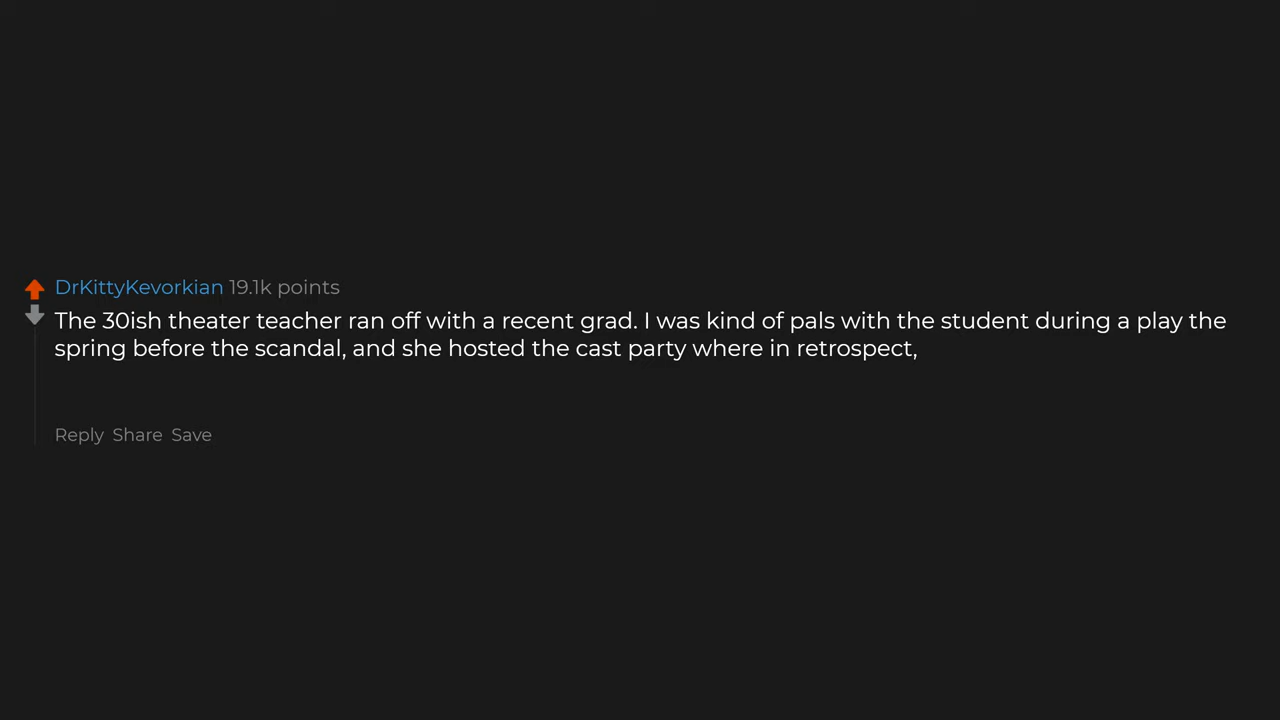 DrKittyKevorkian 19.1k points
The 30ish theater teacher ran off with a recent grad. I was kind of pals with the student during a play the
spring before the scandal, and she hosted the cast party where in retrospect,
Reply Share Save